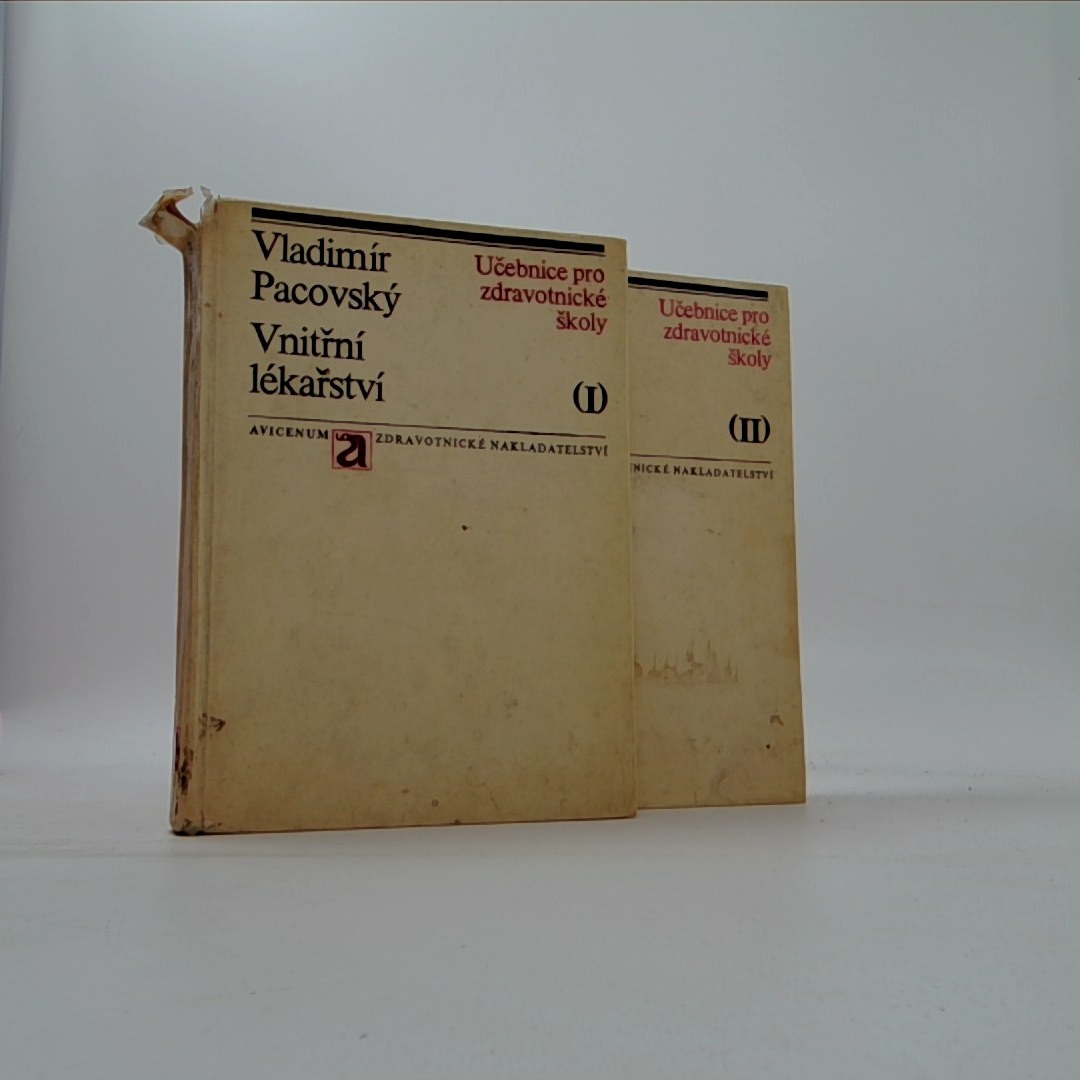 Vladimír
Pacovský
Vnitřní
lékařství
Učebnice pro
zdravotnické
školy
(I)
AVICENUM a ZDRAVOTNICKÉ NAKLADATELSTVÍ
Učebnice pro
zdravotnické
školy
(II)
NICKÉ NAKLADATELSTVÍ